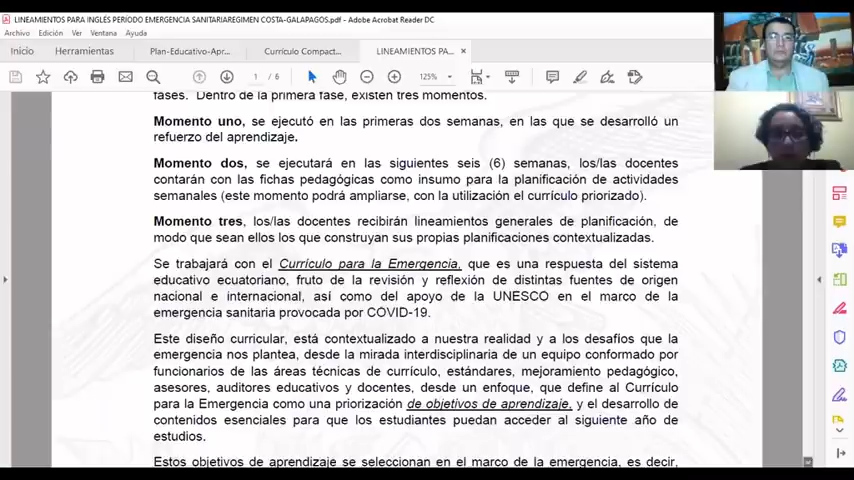 LINEAMIENTOS PARA INGLÉS PERÍODO EMERGENCIA SANITARIAREGIMEN COSTA-GALAPAGOS.pdf - Adobe Acrobat Reader DC
Archivo Edición Ver Ventana Ayuda
Inicio Herramientas Plan-Educativo-Apr... Currículo Compact... LINEAMIENTOS PA... ×
1 / 6 125%
fases. Dentro de la primera fase, existen tres momentos.
Momento uno, se ejecutó en las primeras dos semanas, en las que se desarrolló un
refuerzo del aprendizaje.
Momento dos, se ejecutará en las siguientes seis (6) semanas, los/las docentes
contarán con las fichas pedagógicas como insumo para la planificación de actividades
semanales (este momento podrá ampliarse, con la utilización el currículo priorizado).
Momento tres, los/las docentes recibirán lineamientos generales de planificación, de
modo que sean ellos los que construyan sus propias planificaciones contextualizadas.
Se trabajará con el Currículo para la Emergencia, que es una respuesta del sistema
educativo ecuatoriano, fruto de la revisión y reflexión de distintas fuentes de origen
nacional e internacional, así como del apoyo de la UNESCO en el marco de la
emergencia sanitaria provocada por COVID-19.
Este diseño curricular, está contextualizado a nuestra realidad y a los desafíos que la
emergencia nos plantea, desde la mirada interdisciplinaria de un equipo conformado por
funcionarios de las áreas técnicas de currículo, estándares, mejoramiento pedagógico,
asesores, auditores educativos y docentes, desde un enfoque, que define al Currículo
para la Emergencia como una priorización de objetivos de aprendizaje, y el desarrollo de
contenidos esenciales para que los estudiantes puedan acceder al siguiente año de
estudios.
Estos objetivos de aprendizaje se seleccionan en el marco de la emergencia, es decir,